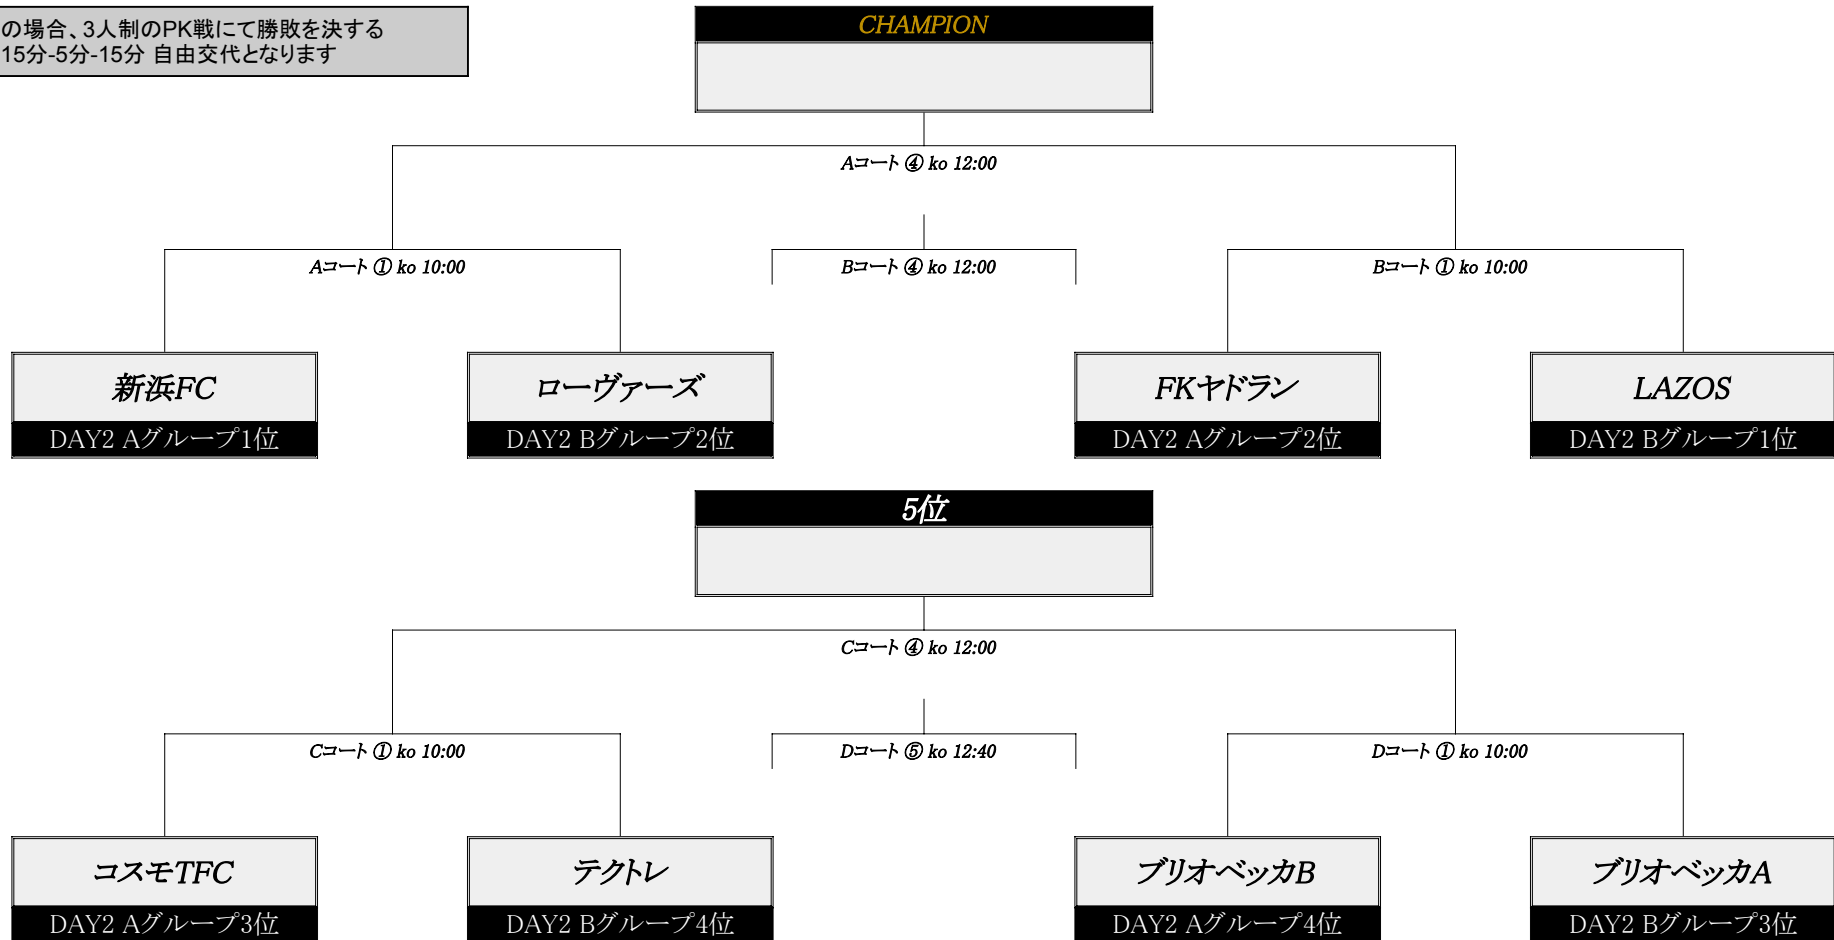 の場合、3人制のPK戦にて勝敗を決する
15分-5分-15分 自由交代となります
CHAMPION
Aコート ④ ko 12:00
Aコート ① ko 10:00
Bコート ④ ko 12:00
Bコート ① ko 10:00
新浜FC
ローヴァーズ
FKヤドラン
LAZOS
DAY2 Aグループ1位
DAY2 Bグループ2位
DAY2 Aグループ2位
DAY2 Bグループ1位
5位
Cコート ④ ko 12:00
Cコート ① ko 10:00
Dコート ⑤ ko 12:40
Dコート ① ko 10:00
コスモTFC
テクトレ
ブリオベッカB
ブリオベッカA
DAY2 Aグループ3位
DAY2 Bグループ4位
DAY2 Aグループ4位
DAY2 Bグループ3位